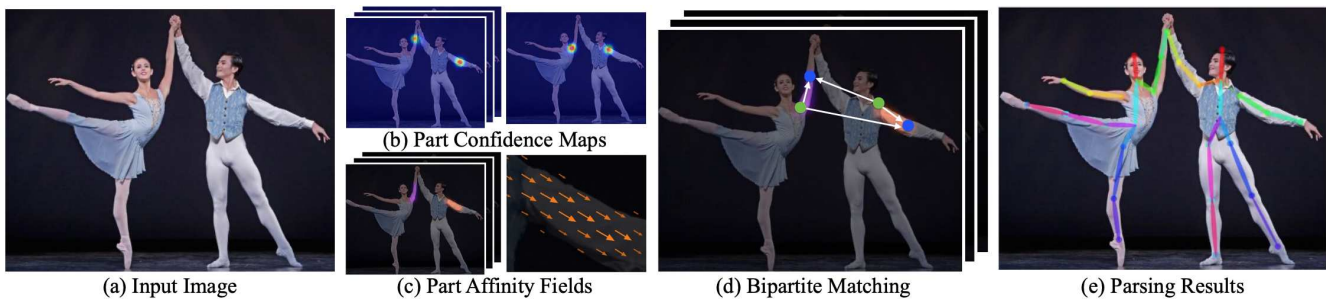 (b) Part Confidence Maps
(a) Input Image
(c) Part Affinity Fields
(d) Bipartite Matching
(e) Parsing Results